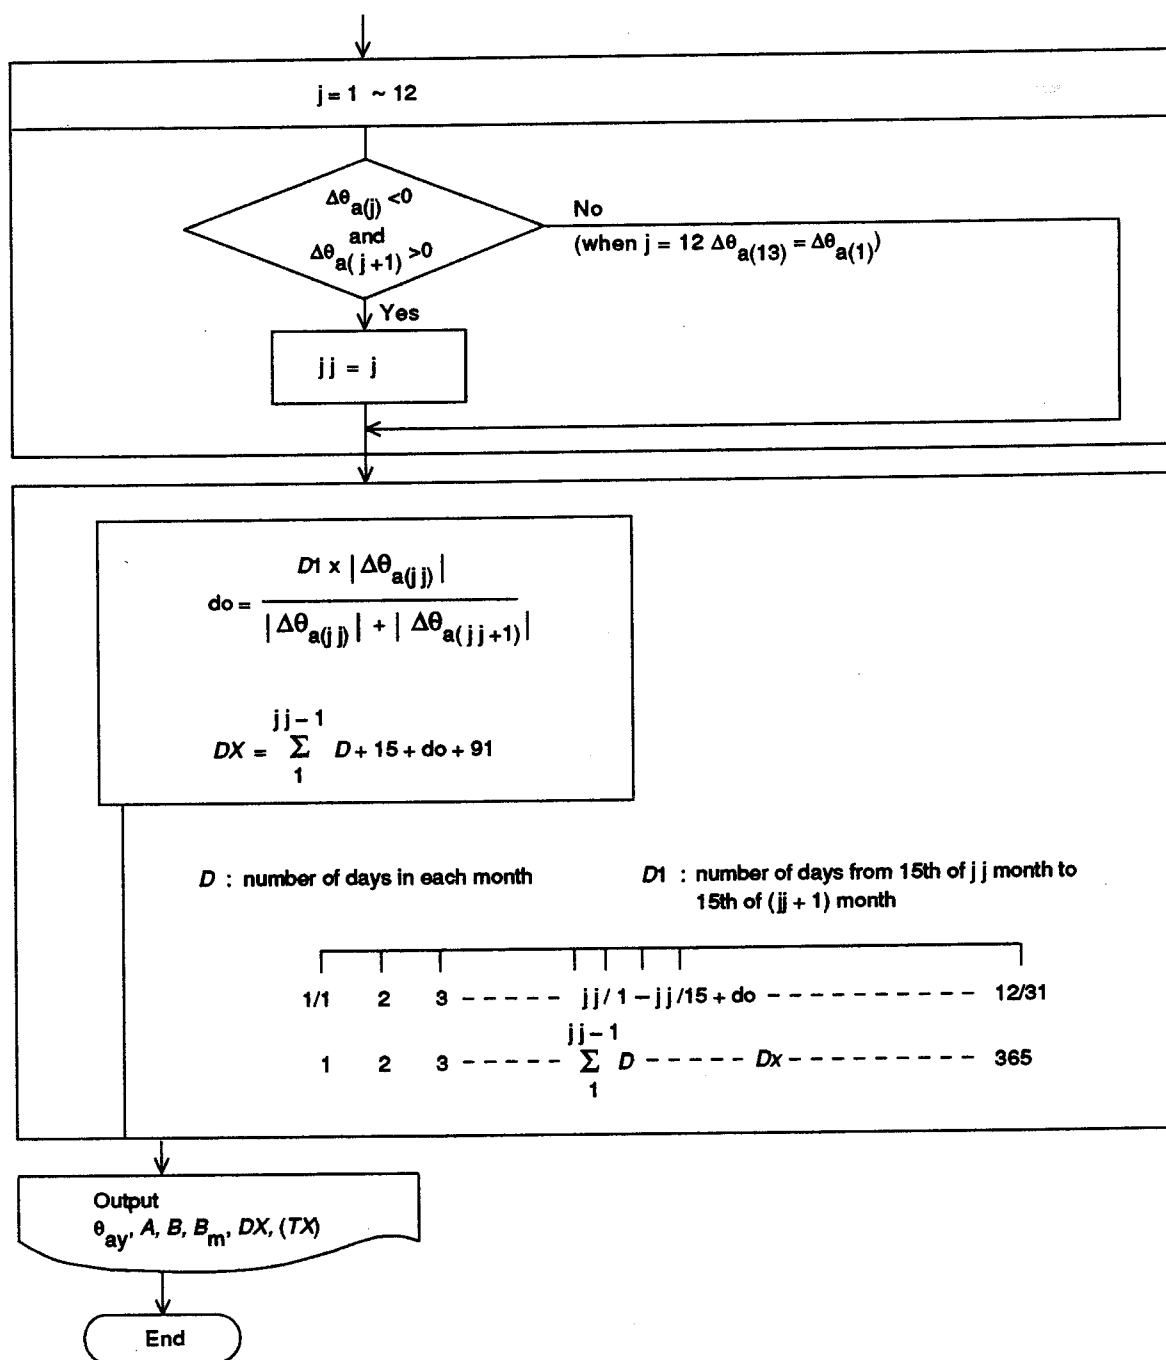 j = 1 ~ 12
Δθa(j) <0
and
Δθa(j+1) >0
No
(when j = 12 Δθa(13) = Δθa(1))
Yes
jj = j
do = D1 x |Δθa(jj)| / |Δθa(jj)| + |Δθa(jj+1)|
jj – 1
DX = Σ D + 15 + do + 91
1
D : number of days in each month
D1 : number of days from 15th of jj month to
15th of (jj + 1) month
1/1 2 3 – – – – – jj/ 1 – jj/15 + do – – – – – – – – – – 12/31
jj – 1
1 2 3 – – – – – Σ D – – – – – Dx – – – – – – – – – 365
1
Output
θay, A, B, Bm, DX, (TX)
End